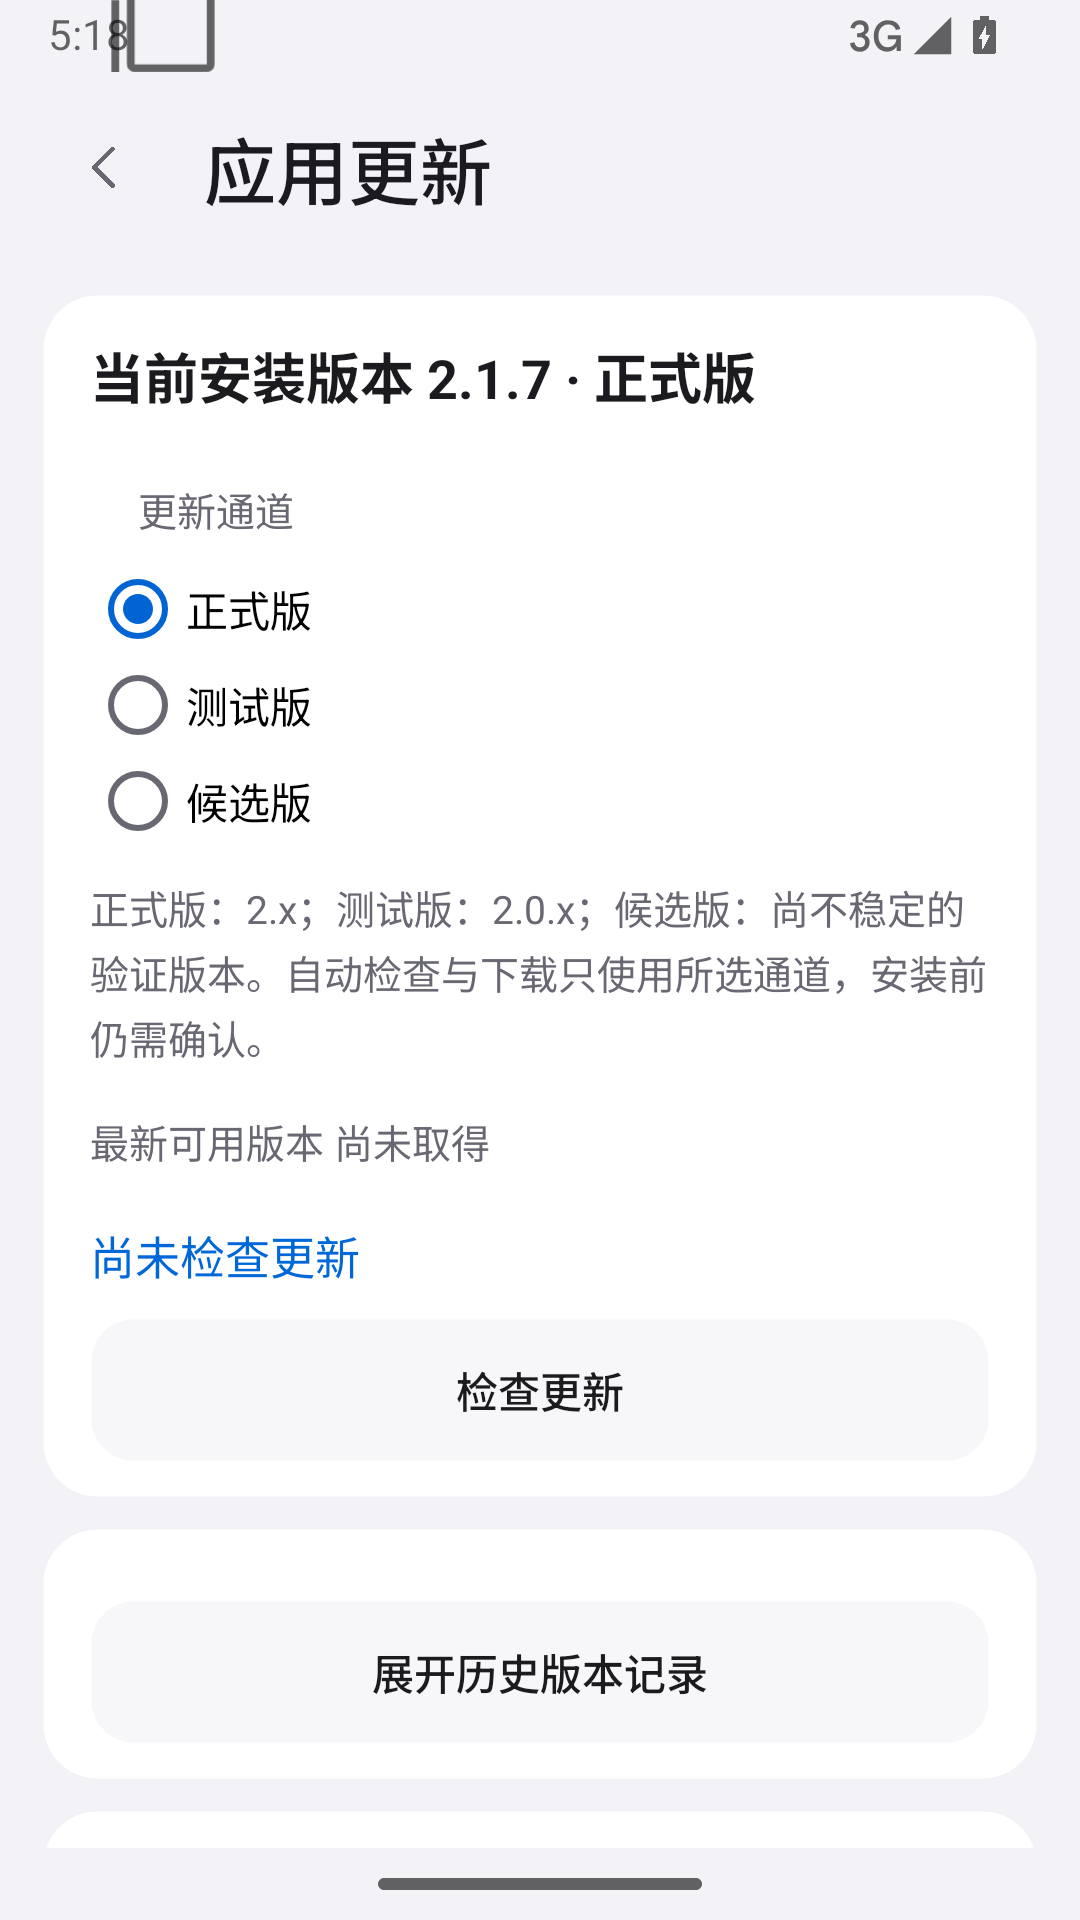 5:18
3G
应用更新
当前安装版本 2.1.7 · 正式版
更新通道
正式版
测试版
候选版
正式版：2.x；测试版：2.0.x；候选版：尚不稳定的
验证版本。自动检查与下载只使用所选通道，安装前
仍需确认。
最新可用版本 尚未取得
尚未检查更新
检查更新
展开历史版本记录